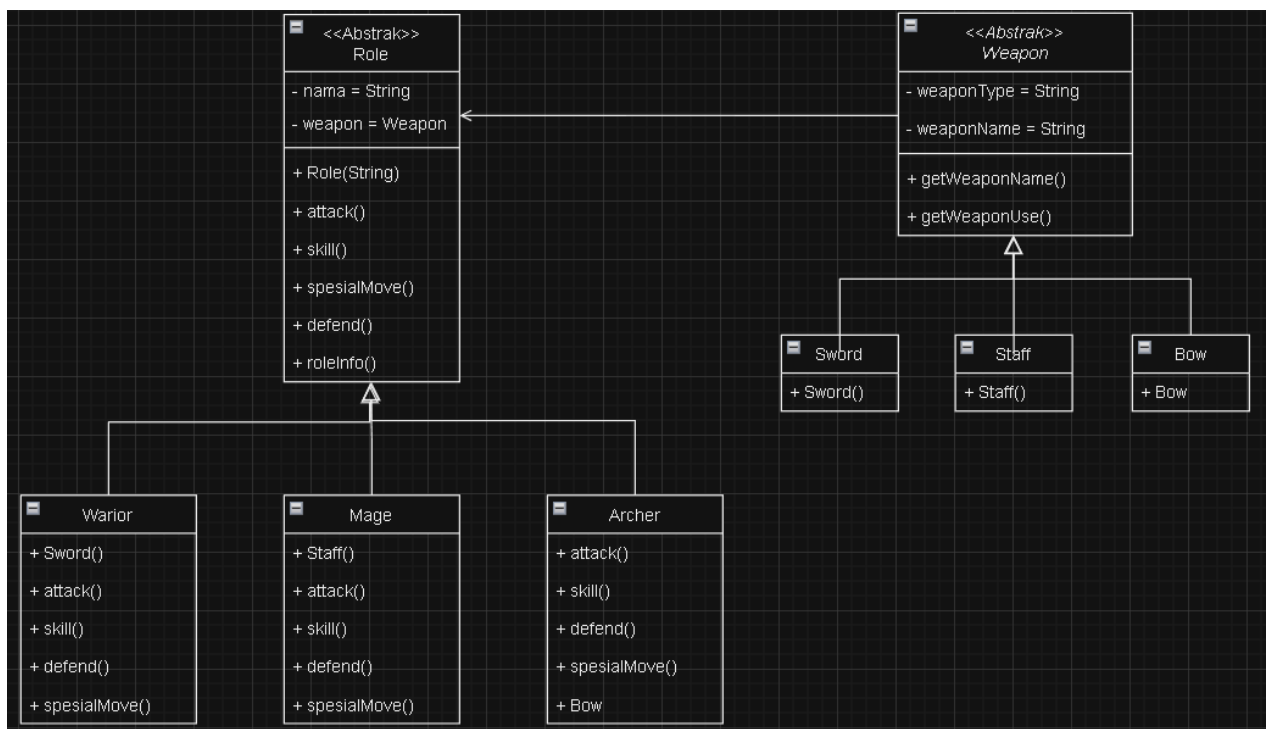 <<Abstrak>>
Role
- nama = String
- weapon = Weapon
+ Role(String)
+ attack()
+ skill()
+ spesialMove()
+ defend()
+ roleInfo()
<<Abstrak>>
Weapon
- weaponType = String
- weaponName = String
+ getWeaponName()
+ getWeaponUse()
Sword
+ Sword()
Staff
+ Staff()
Bow
+ Bow
Warior
+ Sword()
+ attack()
+ skill()
+ defend()
+ spesialMove()
Mage
+ Staff()
+ attack()
+ skill()
+ defend()
+ spesialMove()
Archer
+ attack()
+ skill()
+ defend()
+ spesialMove()
+ Bow